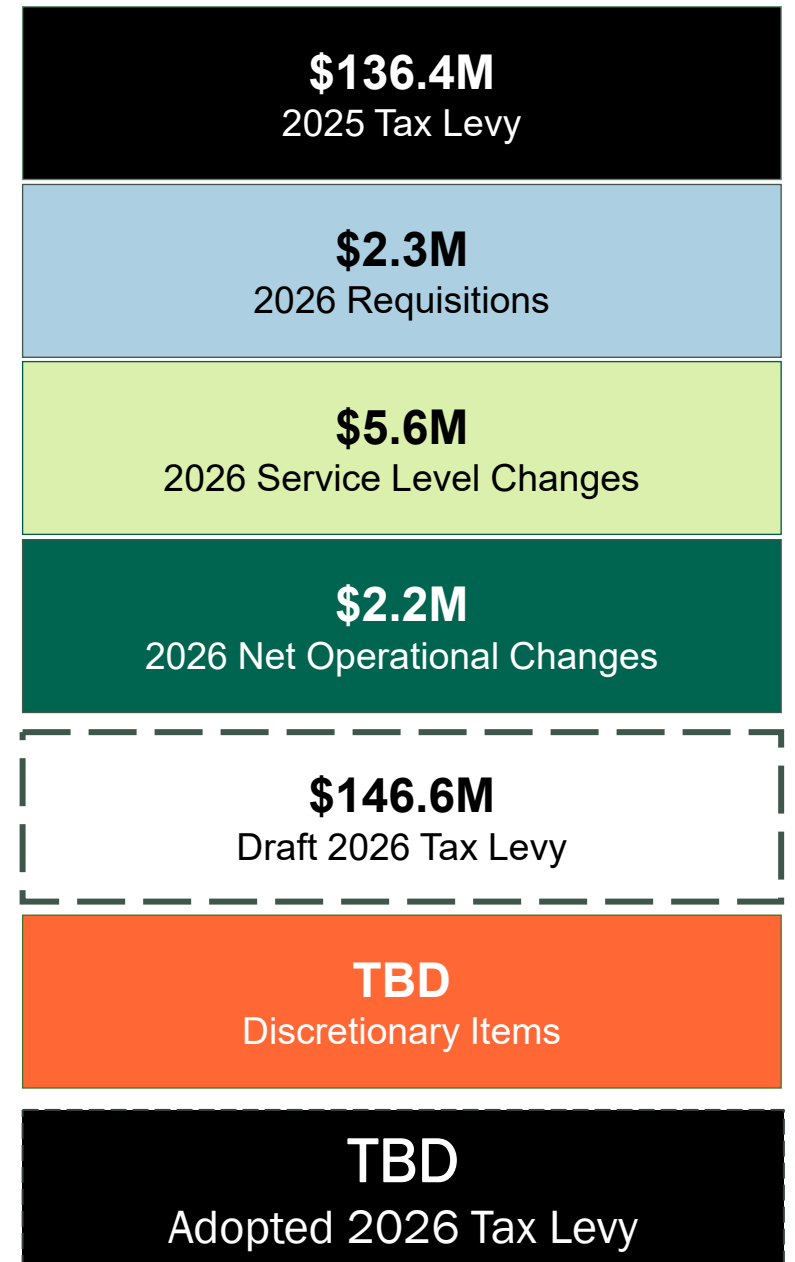 $136.4M
2025 Tax Levy
$2.3M
2026 Requisitions
$5.6M
2026 Service Level Changes
$2.2M
2026 Net Operational Changes
$146.6M
Draft 2026 Tax Levy
TBD
Discretionary Items
TBD
Adopted 2026 Tax Levy